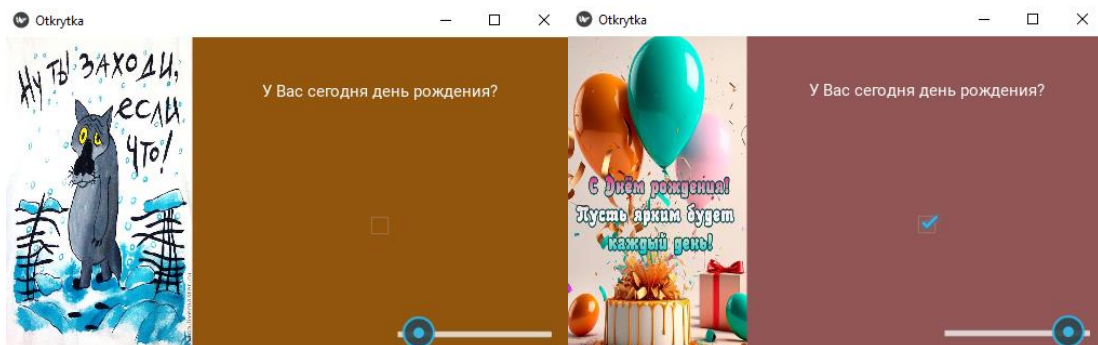 Otkrytka
Ну ты заходи,
если
что!
У Вас сегодня день рождения?
Otkrytka
С Днём рождения!
Пусть ярким будет
каждый день!
У Вас сегодня день рождения?